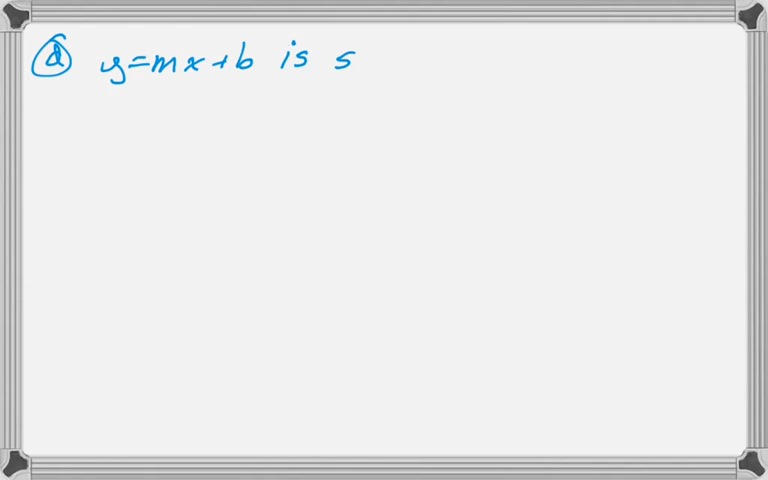 ⓓ y=mx+b is s